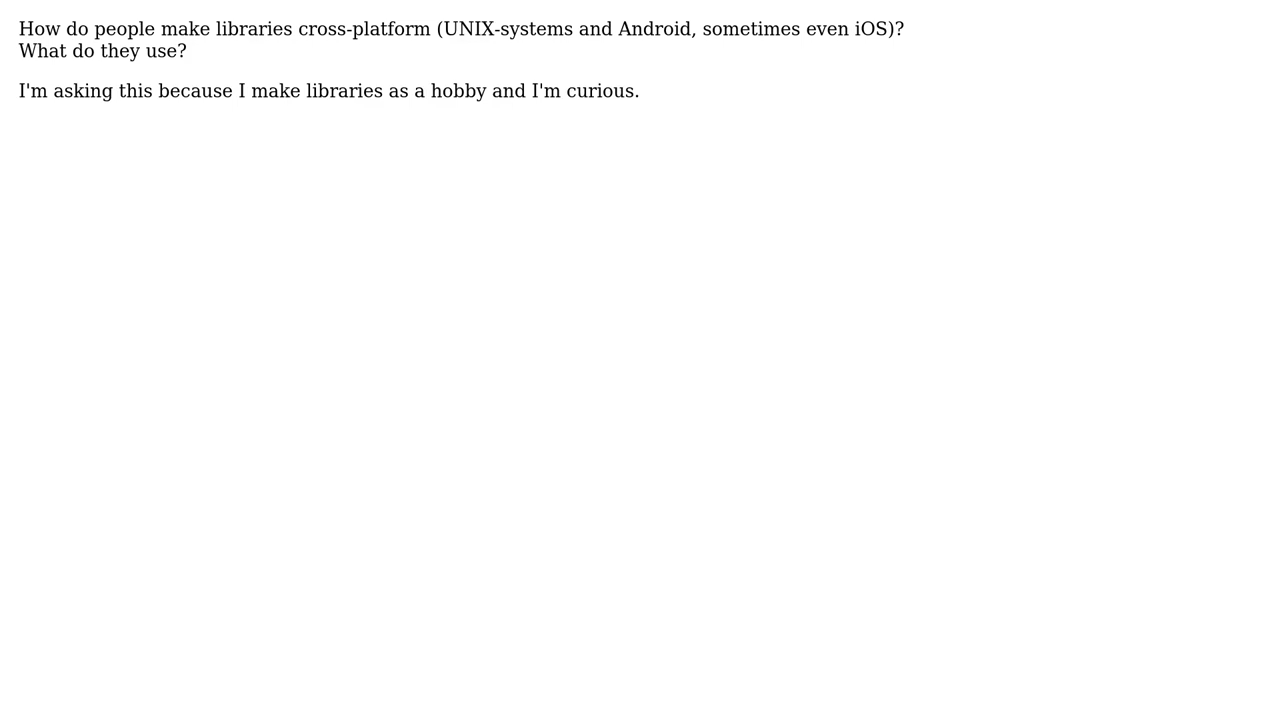 How do people make libraries cross-platform (UNIX-systems and Android, sometimes even iOS)?
What do they use?
I'm asking this because I make libraries as a hobby and I'm curious.